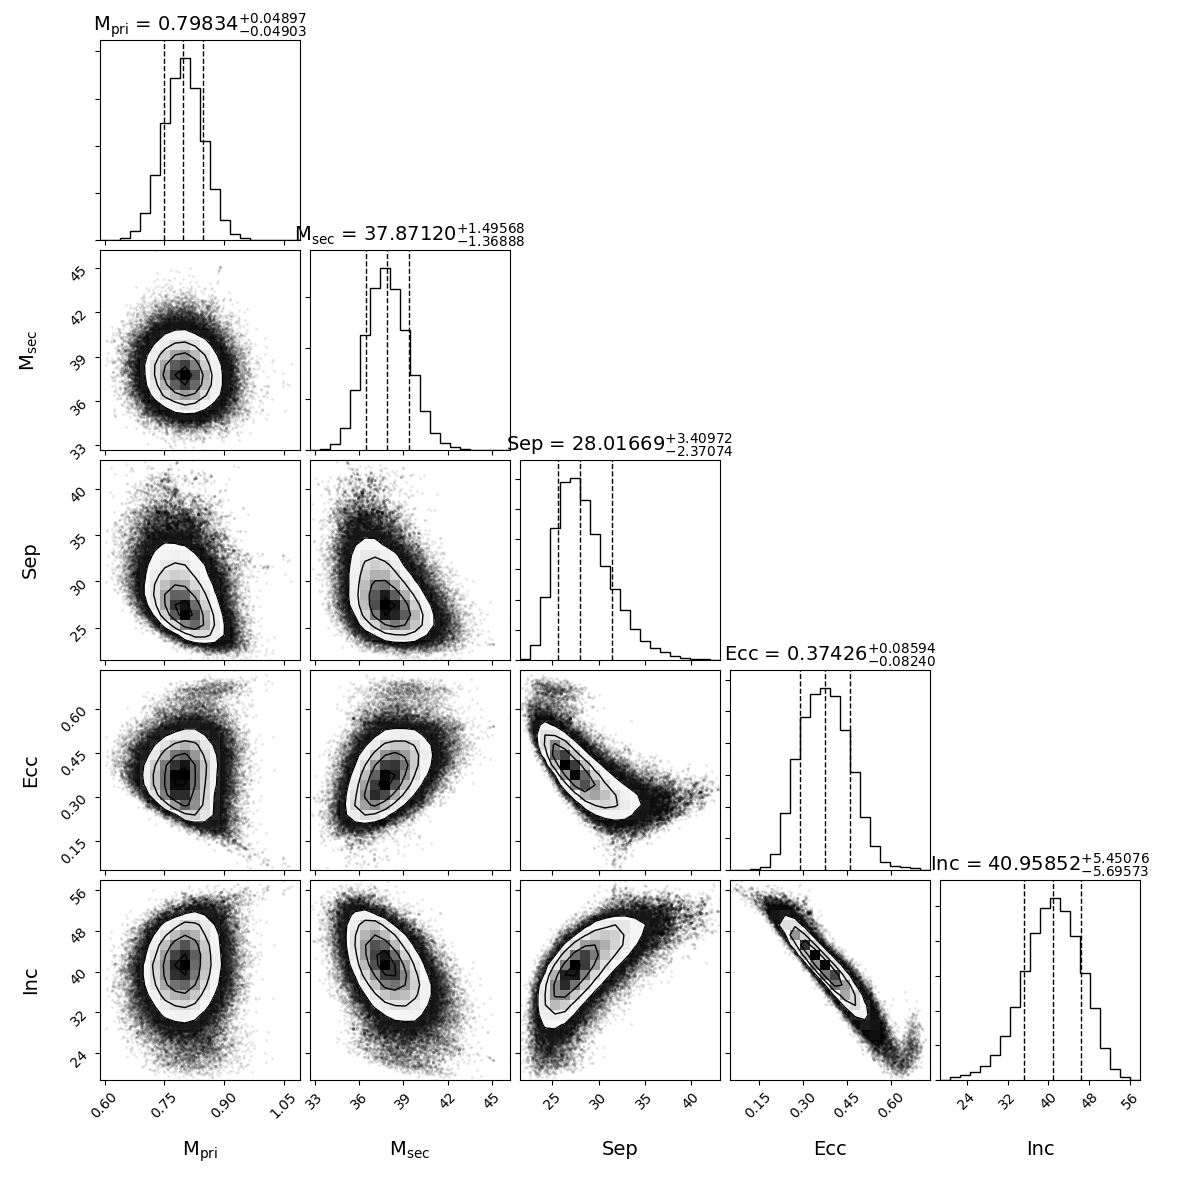 M_pri = 0.79834^{+0.04897}_{-0.04903}
M_sec = 37.87120^{+1.49568}_{-1.36888}
45
42
39
36
33
M_sec
Sep = 28.01669^{+3.40972}_{-2.37074}
40
35
30
25
Sep
Ecc = 0.37426^{+0.08594}_{-0.08240}
0.60
0.45
0.30
0.15
Ecc
Inc = 40.95852^{+5.45076}_{-5.69573}
56
48
40
32
24
Inc
0.60 0.75 0.90 1.05 33 36 39 42 45 25 30 35 40 0.15 0.30 0.45 0.60 24 32 40 48 56
M_pri M_sec Sep Ecc Inc